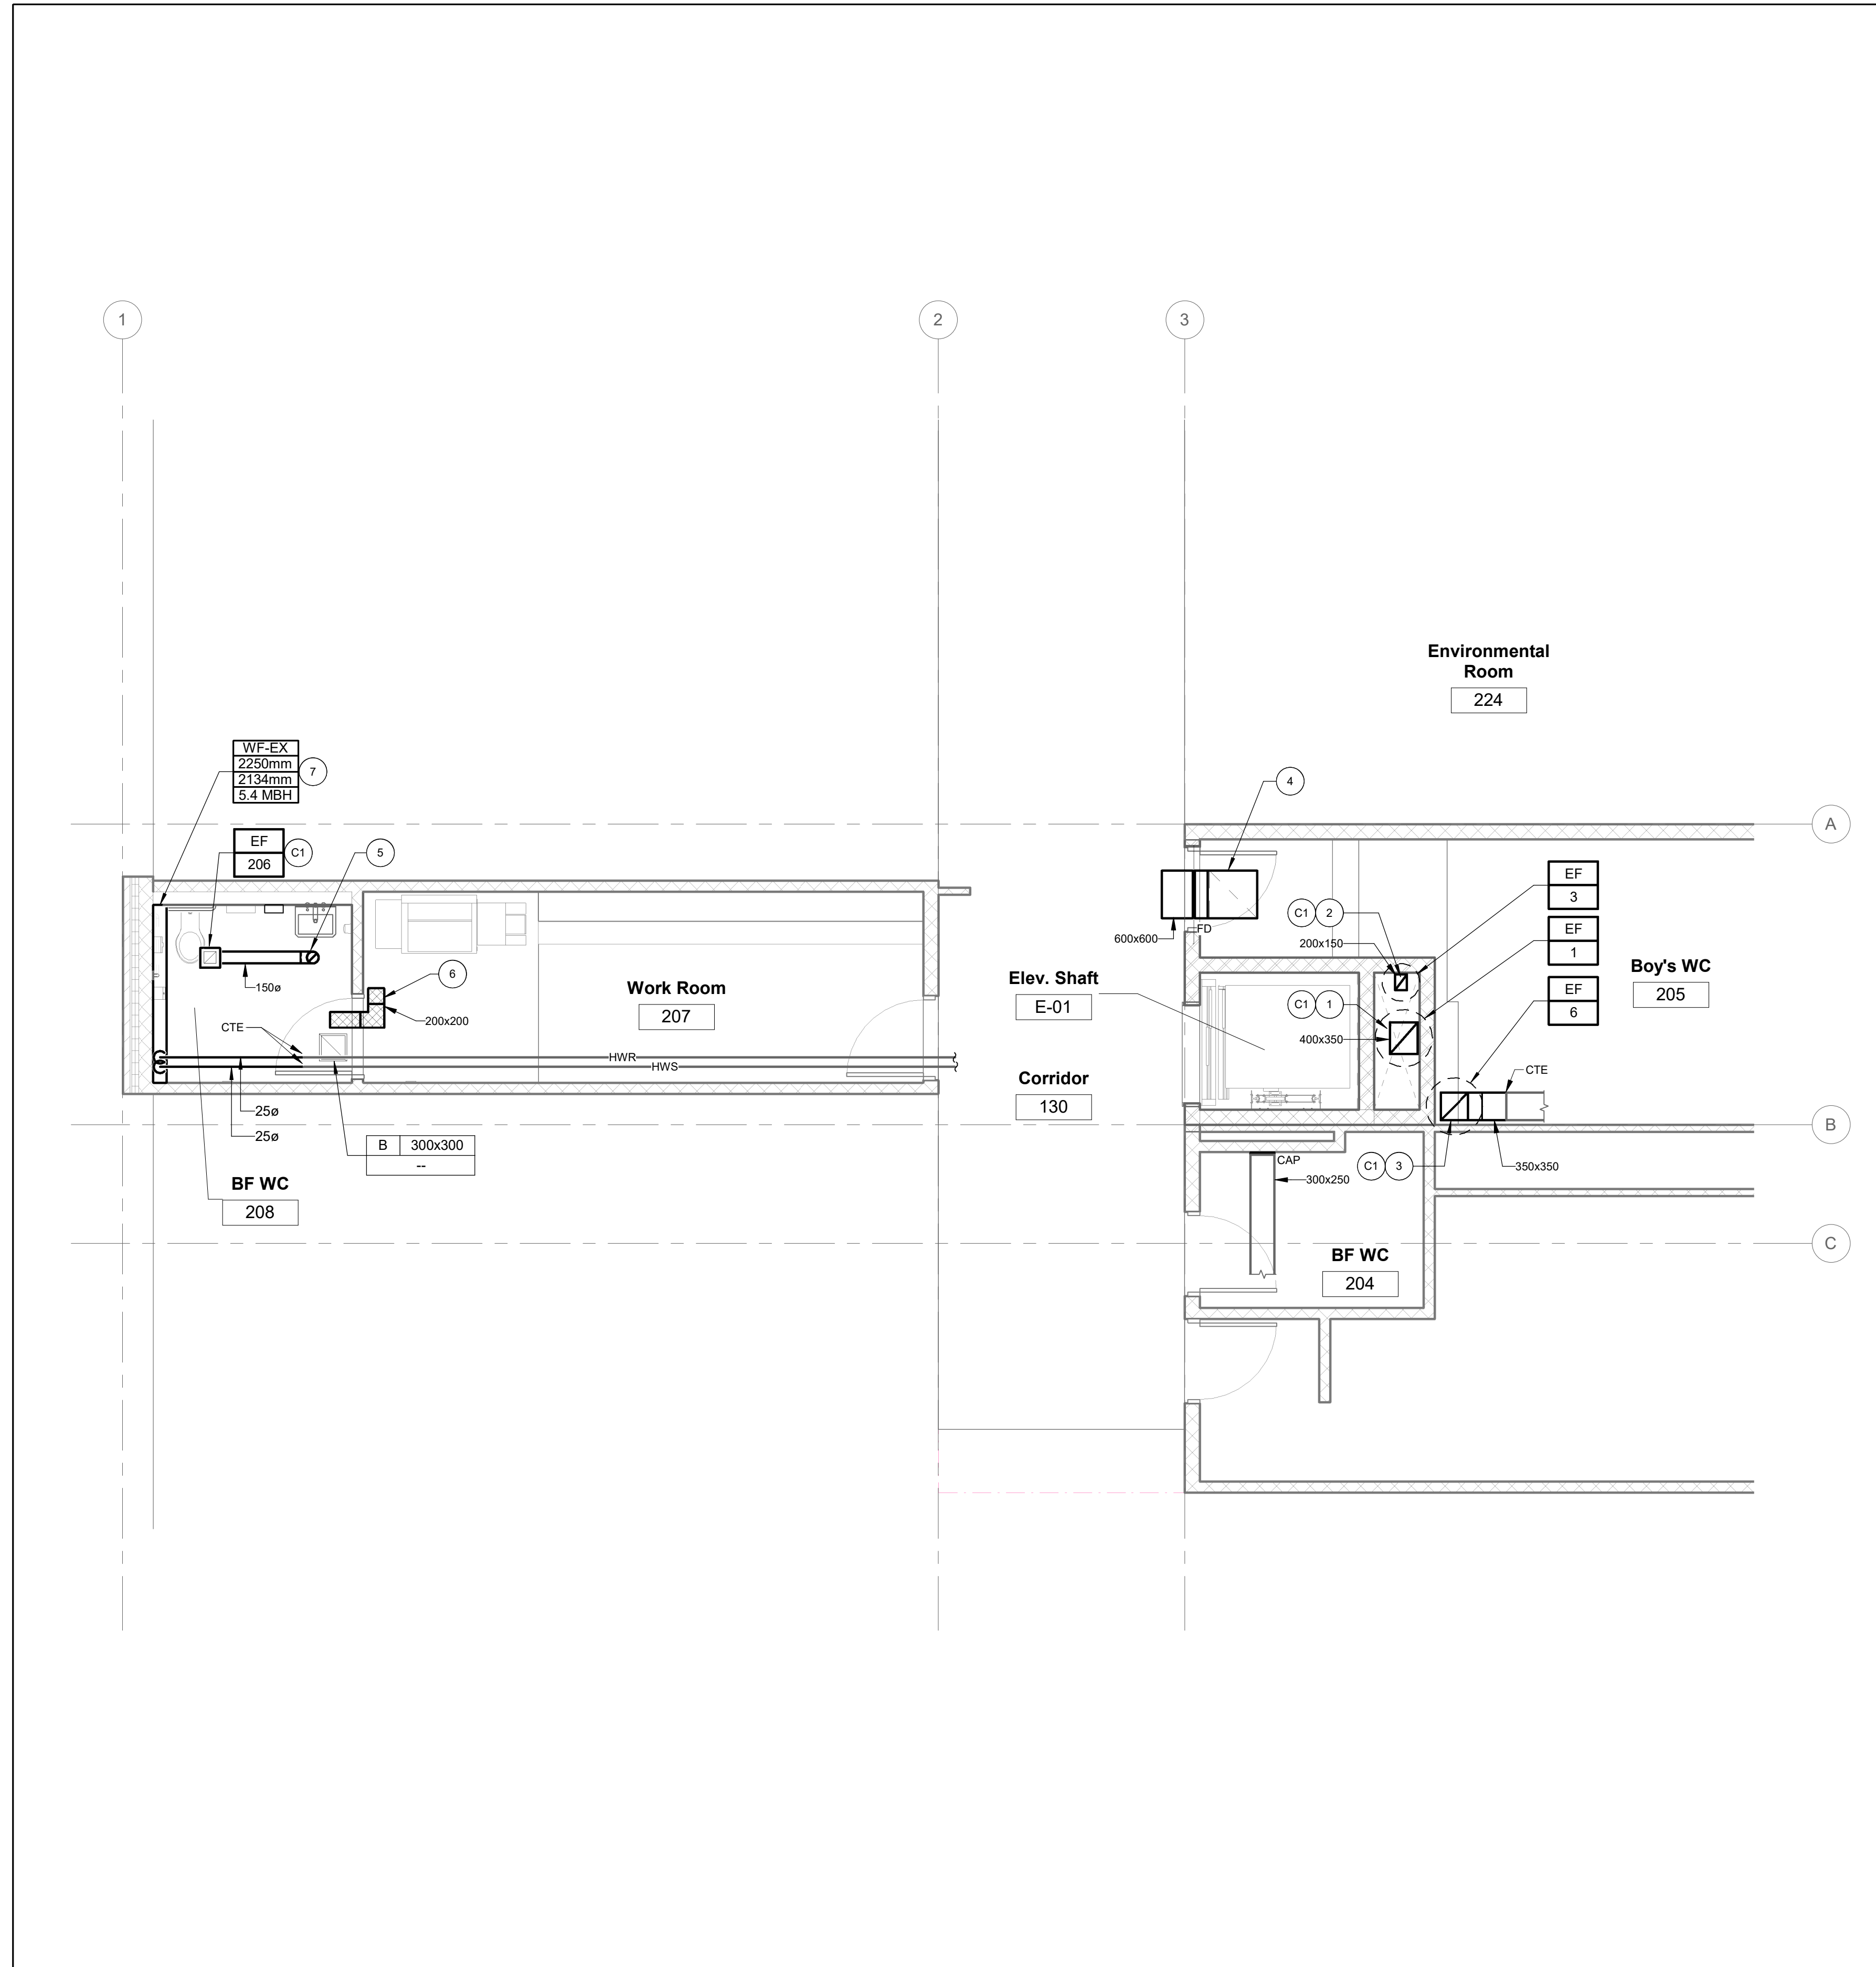 1
2
3
Environmental
Room
224
WF-EX
2250mm
2134mm
5.4 MBH
7
4
A
EF
206
C1
5
EF
3
C1
2
EF
1
600x600
FD
200x150
Boy's WC
205
6
Work Room
207
Elev. Shaft
E-01
EF
6
150ø
C1
1
200x200
CTE
400x350
HWR
HWS
CTE
Corridor
130
25ø
25ø
B
B 300x300
--
CAP
C1
3
350x350
300x250
BF WC
208
C
BF WC
204